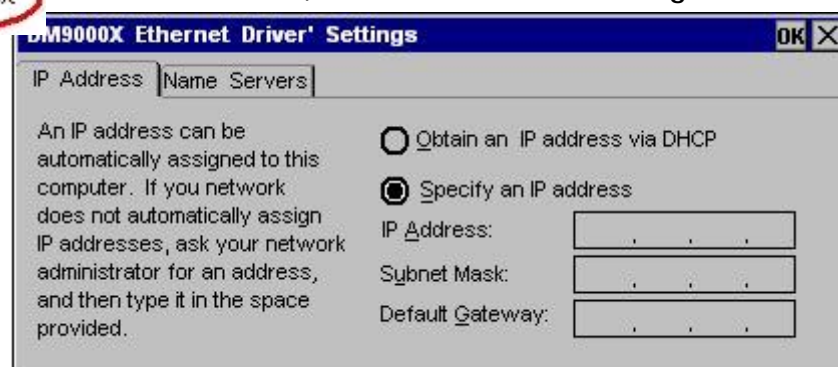 DM9000X Ethernet Driver' Settings OK
IP Address Name Servers
An IP address can be
automatically assigned to this
computer. If you network
does not automatically assign
IP addresses, ask your network
administrator for an address,
and then type it in the space
provided.
Obtain an IP address via DHCP
Specify an IP address
IP Address:
Subnet Mask:
Default Gateway: